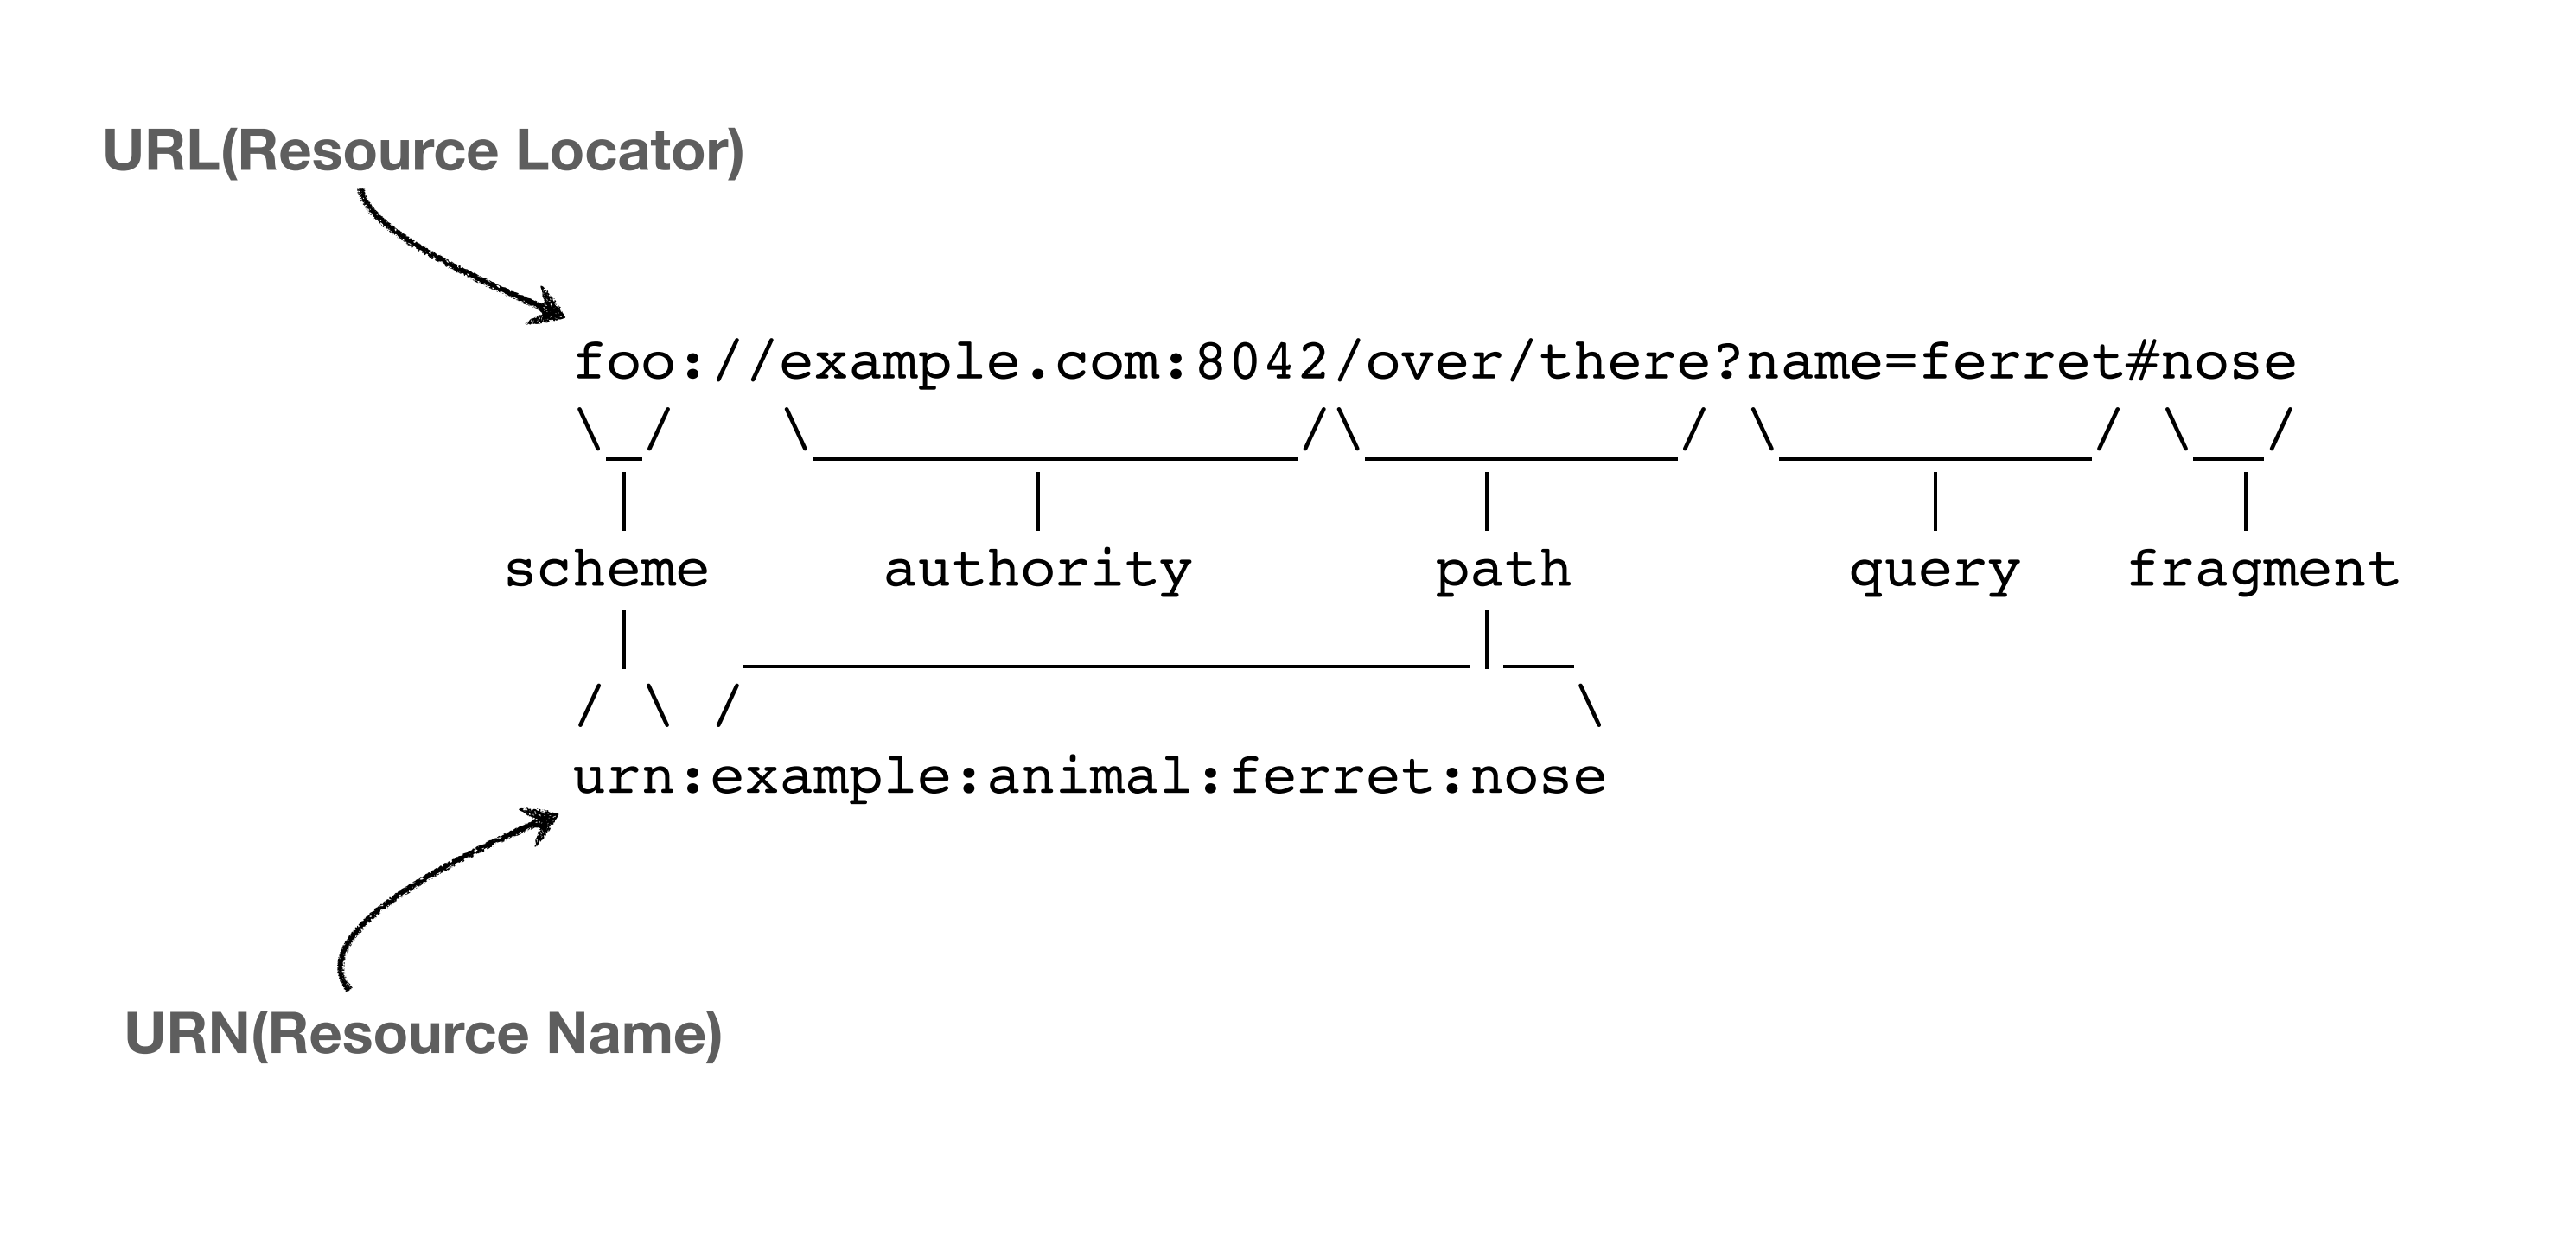 URL(Resource Locator)
foo://example.com:8042/over/there?name=ferret#nose
scheme authority path query fragment
urn:example:animal:ferret:nose
URN(Resource Name)